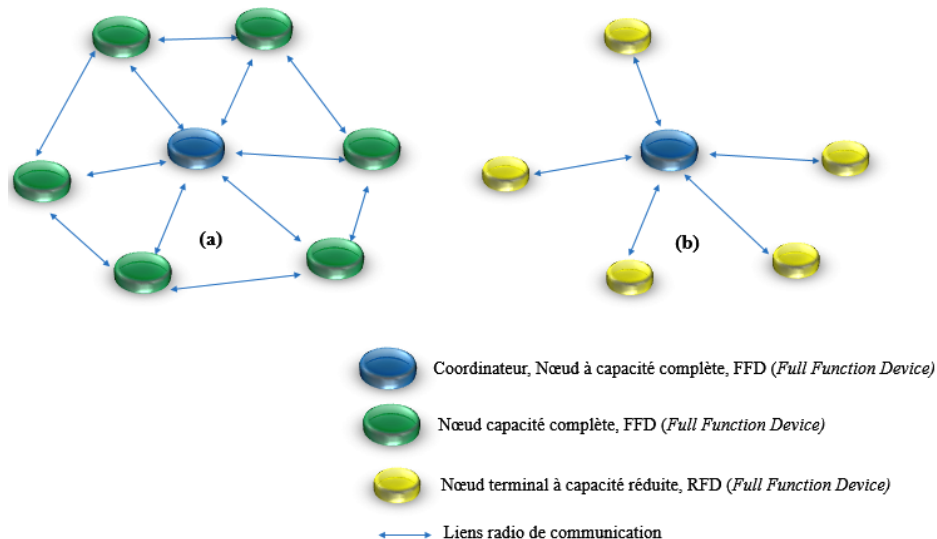 (a)
(b)
Coordinateur, Nœud à capacité complète, FFD (Full Function Device)
Nœud capacité complète, FFD (Full Function Device)
Nœud terminal à capacité réduite, RFD (Full Function Device)
Liens radio de communication